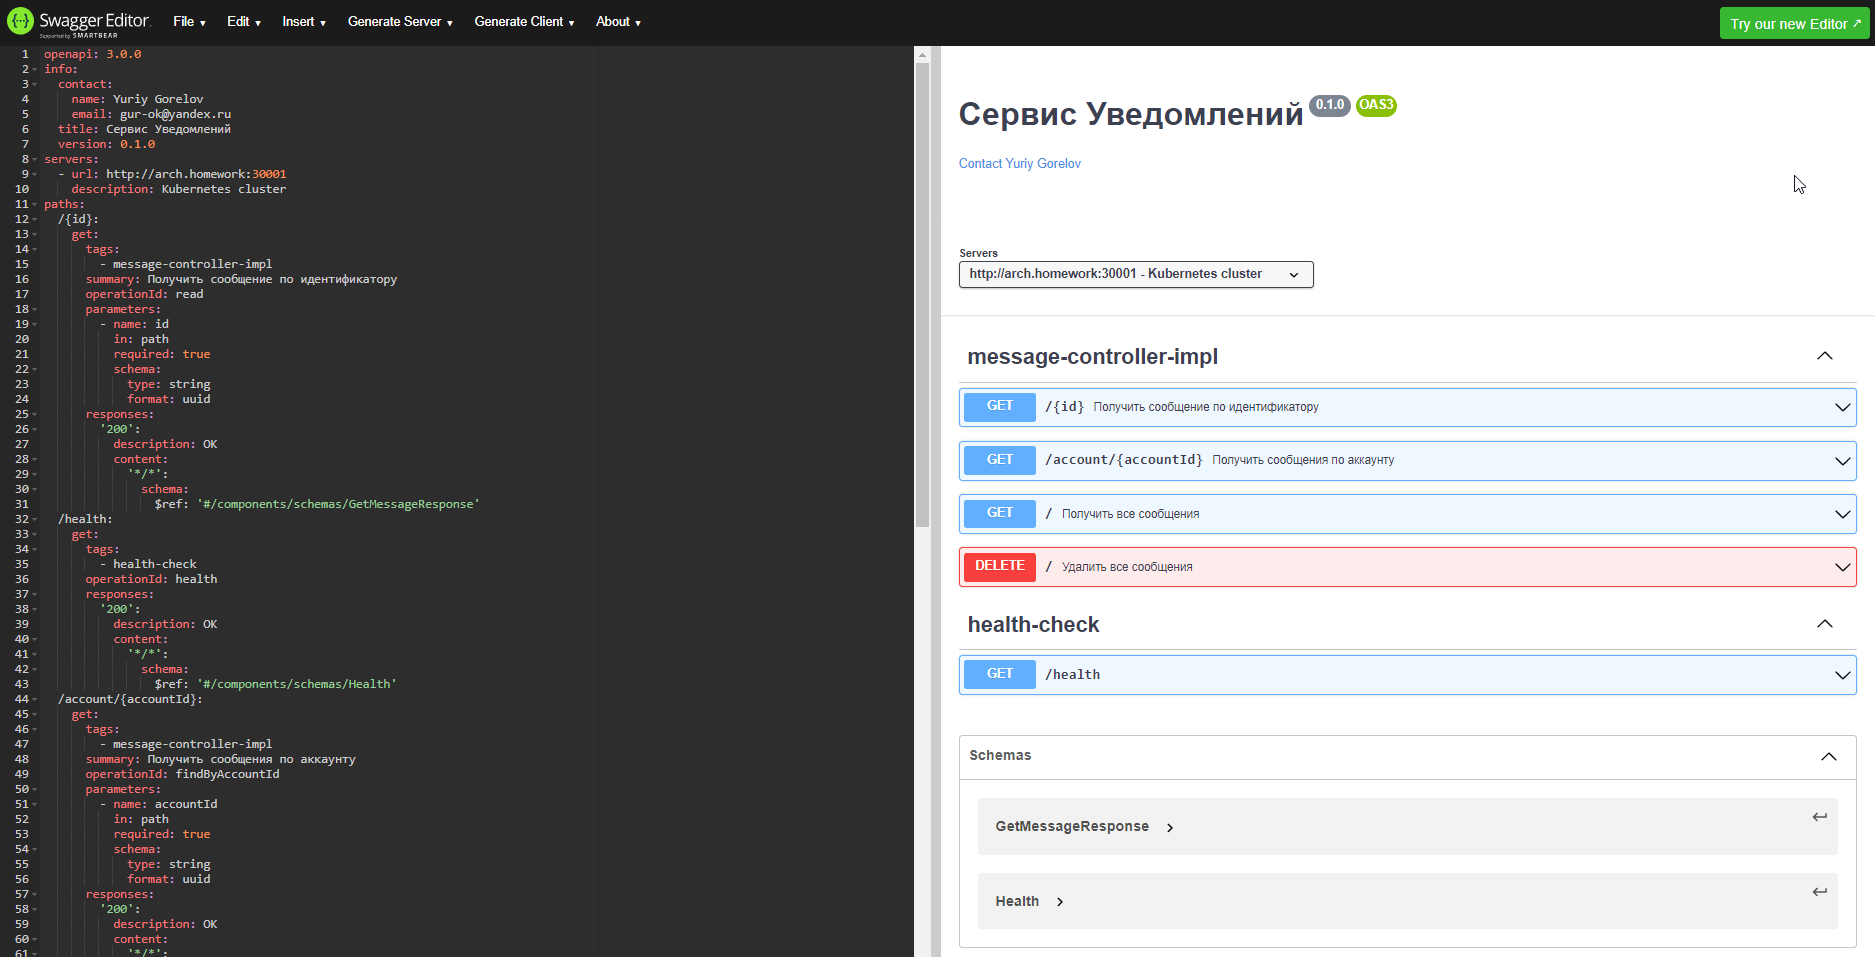 Swagger Editor.
Supported by SMARTBEAR
File Edit Insert Generate Server Generate Client About
Try our new Editor ↗
1 openapi: 3.0.0
2 info:
3 contact:
4 name: Yuriy Gorelov
5 email: gur-ok@yandex.ru
6 title: Сервис Уведомлений
7 version: 0.1.0
8 servers:
9 - url: http://arch.homework:30001
10 description: Kubernetes cluster
11 paths:
12 /{id}:
13 get:
14 tags:
15 - message-controller-impl
16 summary: Получить сообщение по идентификатору
17 operationId: read
18 parameters:
19 - name: id
20 in: path
21 required: true
22 schema:
23 type: string
24 format: uuid
25 responses:
26 '200':
27 description: OK
28 content:
29 '*/*':
30 schema:
31 $ref: '#/components/schemas/GetMessageResponse'
32 /health:
33 get:
34 tags:
35 - health-check
36 operationId: health
37 responses:
38 '200':
39 description: OK
40 content:
41 '*/*':
42 schema:
43 $ref: '#/components/schemas/Health'
44 /account/{accountId}:
45 get:
46 tags:
47 - message-controller-impl
48 summary: Получить сообщения по аккаунту
49 operationId: findByAccountId
50 parameters:
51 - name: accountId
52 in: path
53 required: true
54 schema:
55 type: string
56 format: uuid
57 responses:
58 '200':
59 description: OK
60 content:
61 '*/*':
Сервис Уведомлений 0.1.0 OAS3
Contact Yuriy Gorelov
Servers
http://arch.homework:30001 - Kubernetes cluster
message-controller-impl
GET /{id} Получить сообщение по идентификатору
GET /account/{accountId} Получить сообщения по аккаунту
GET / Получить все сообщения
DELETE / Удалить все сообщения
health-check
GET /health
Schemas
GetMessageResponse
Health